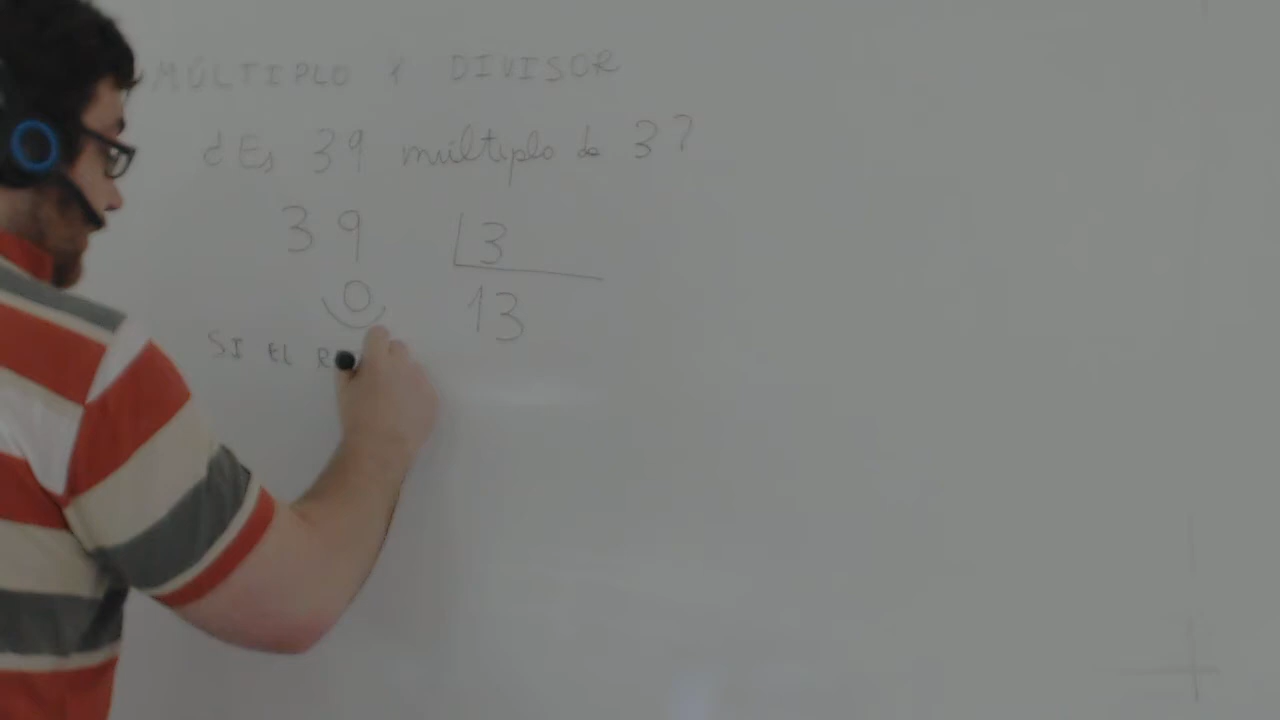 MÚLTIPLO Y DIVISOR
¿Es 39 múltiplo de 3?
39 3
0 13
SI EL R